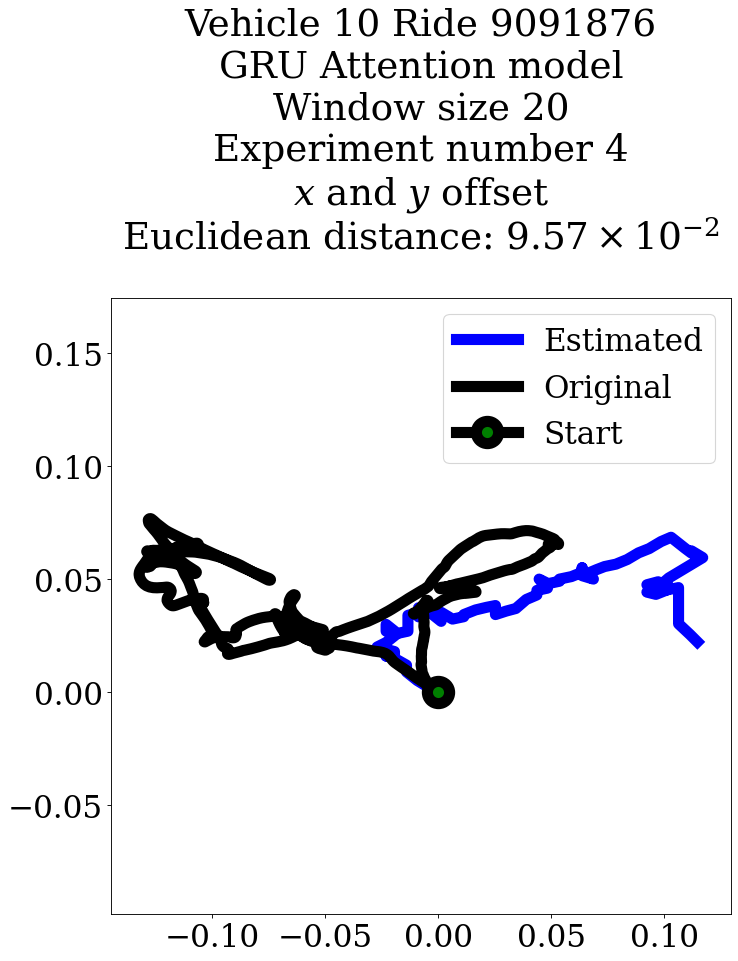 Vehicle 10 Ride 9091876
GRU Attention model
Window size 20
Experiment number 4
x and y offset
Euclidean distance: 9.57 × 10⁻²
Estimated
Original
Start
0.15
0.10
0.05
0.00
−0.05
−0.10 −0.05 0.00 0.05 0.10